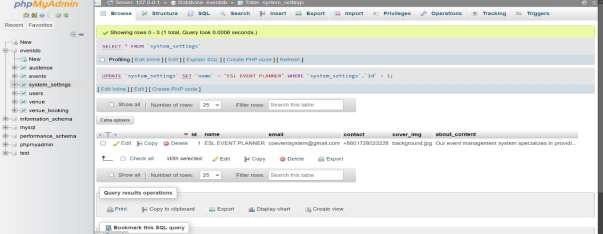 phpMyAdmin
Recent Favorites
New
eventdb
New
audience
events
system_settings
users
venue
venue_booking
information_schema
mysql
performance_schema
phpmyadmin
test
Server: 127.0.0.1 » Database: eventdb » Table: system_settings
Browse Structure SQL Search Insert Export Import Privileges Operations Tracking Triggers
Showing rows 0 - 0 (1 total, Query took 0.0006 seconds.)
SELECT * FROM `system_settings`
Profiling [ Edit inline ] [ Edit ] [ Explain SQL ] [ Create PHP code ] [ Refresh ]
UPDATE `system_settings` SET `name` = 'ESL EVENT PLANNER' WHERE `system_settings`.`id` = 1;
[ Edit inline ] [ Edit ] [ Create PHP code ]
Show all Number of rows: 25 Filter rows: Search this table
Extra options
id name email contact cover_img about_content
Edit Copy Delete 1 ESL EVENT PLANNER background.jpg Our event management system specializes in providi...
Check all With selected: Edit Copy Delete Export
Show all Number of rows: 25 Filter rows: Search this table
Query results operations
Print Copy to clipboard Export Display chart Create view
Bookmark this SQL query